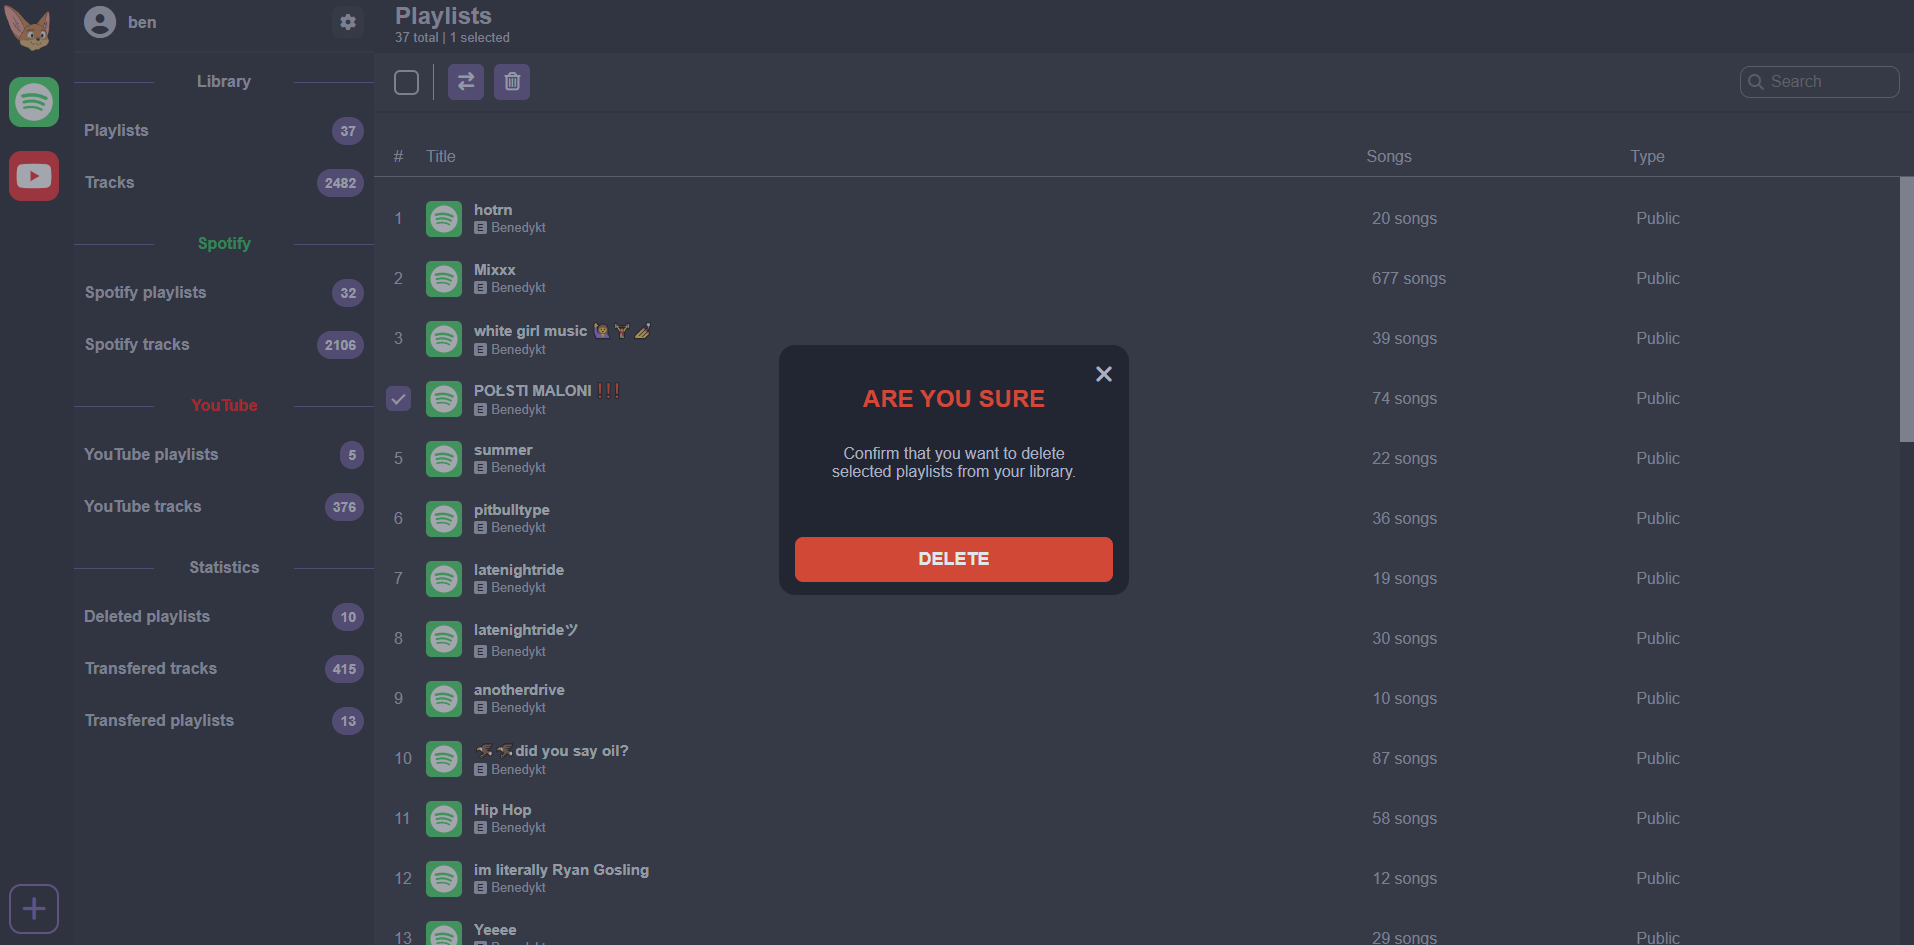 ben
Library
Playlists 37
Tracks 2482
Spotify
Spotify playlists 32
Spotify tracks 2106
YouTube
YouTube playlists 5
YouTube tracks 376
Statistics
Deleted playlists 10
Transfered tracks 415
Transfered playlists 13
Playlists
37 total | 1 selected
Search
# Title Songs Type
1 hotrn 20 songs Public
E Benedykt
2 Mixxx 677 songs Public
E Benedykt
3 white girl music 🙋🏽‍♀️ 🏋🏽 💅🏽 39 songs Public
E Benedykt
POŁSTI MALONI ❗❗❗ 74 songs Public
E Benedykt
5 summer 22 songs Public
E Benedykt
6 pitbulltype 36 songs Public
E Benedykt
7 latenightride 19 songs Public
E Benedykt
8 latenightrideツ 30 songs Public
E Benedykt
9 anotherdrive 10 songs Public
E Benedykt
10 🦅🦅did you say oil? 87 songs Public
E Benedykt
11 Hip Hop 58 songs Public
E Benedykt
12 im literally Ryan Gosling 12 songs Public
E Benedykt
13 Yeeee 29 songs Public
ARE YOU SURE
Confirm that you want to delete
selected playlists from your library.
DELETE